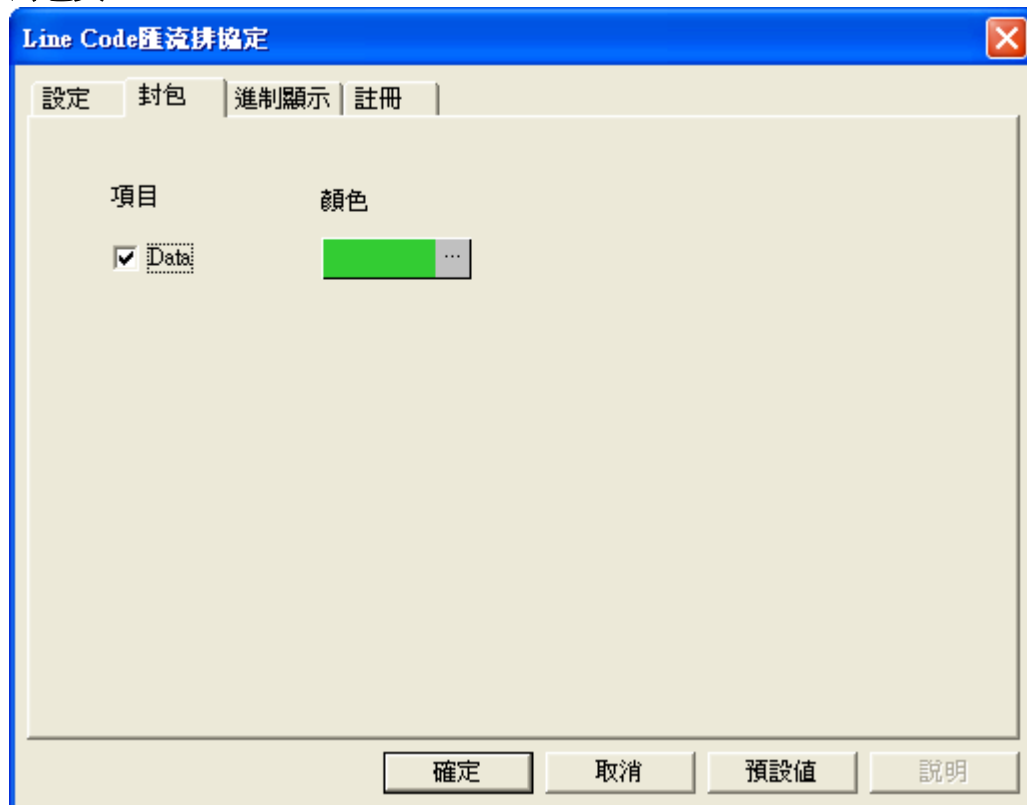 Line Code匯流排協定
設定 封包 進制顯示 註冊
項目 顏色
Data ...
確定 取消 預設值 說明